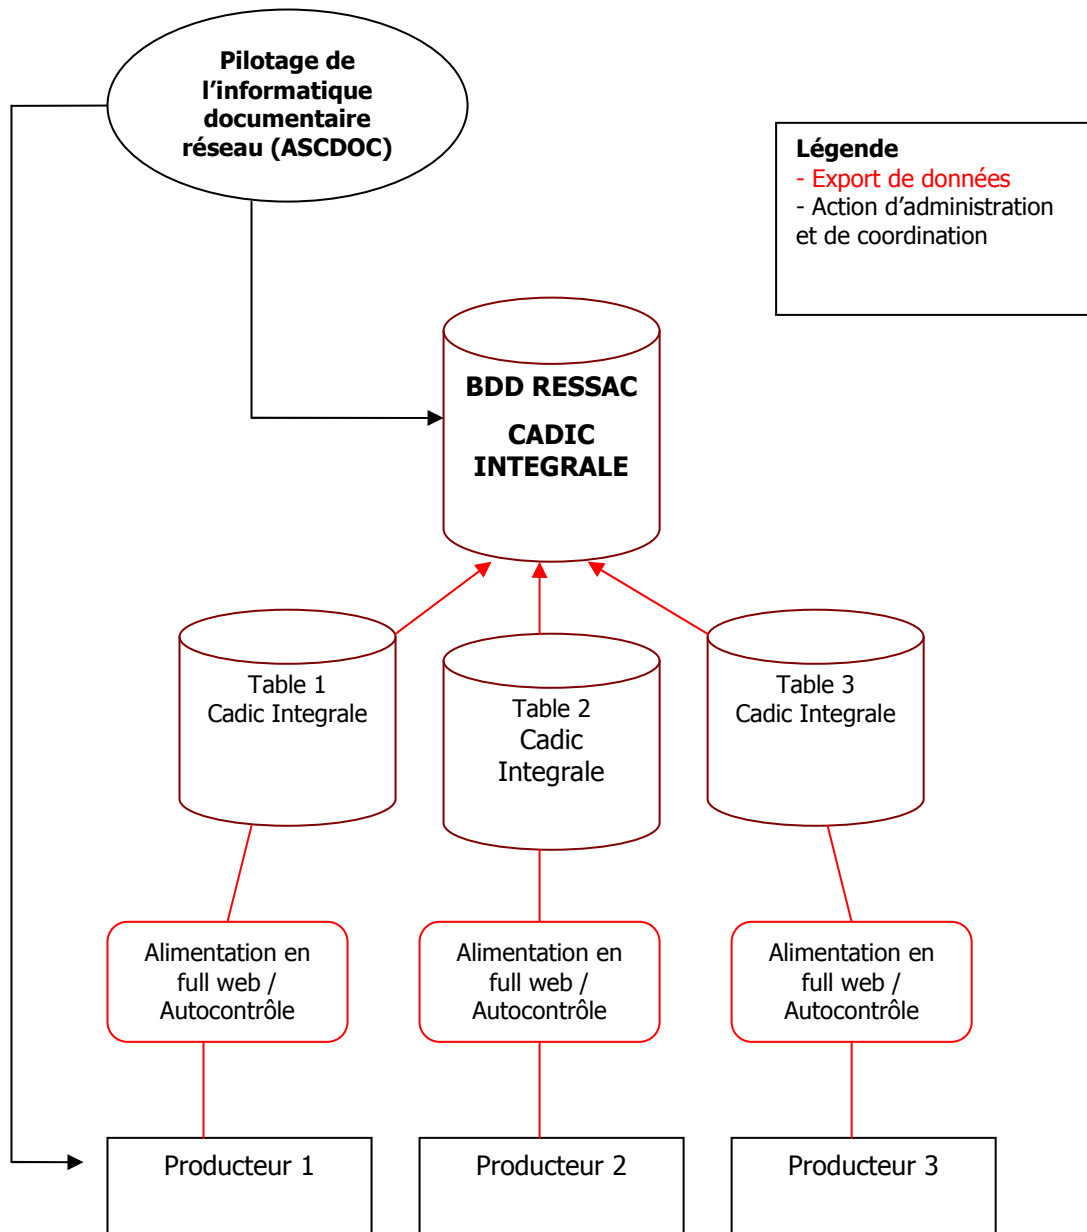 Pilotage de
l’informatique
documentaire
réseau (ASCDOC)
Légende
- Export de données
- Action d’administration
et de coordination
BDD RESSAC
CADIC
INTEGRALE
Table 1
Cadic Integrale
Table 2
Cadic
Integrale
Table 3
Cadic Integrale
Alimentation en
full web /
Autocontrôle
Alimentation en
full web /
Autocontrôle
Alimentation en
full web /
Autocontrôle
Producteur 1
Producteur 2
Producteur 3